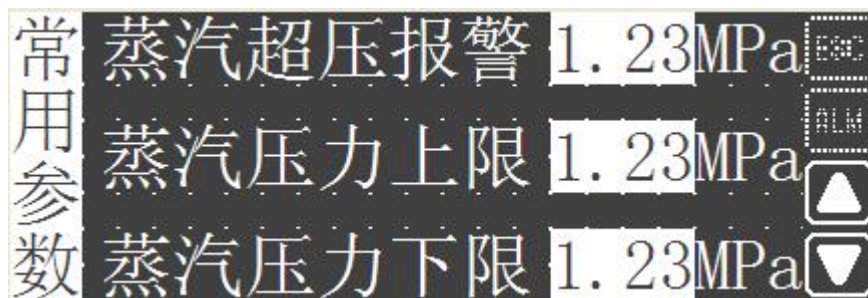 常用参数
蒸汽超压报警 1.23MPa
蒸汽压力上限 1.23MPa
蒸汽压力下限 1.23MPa
ESC
ALM